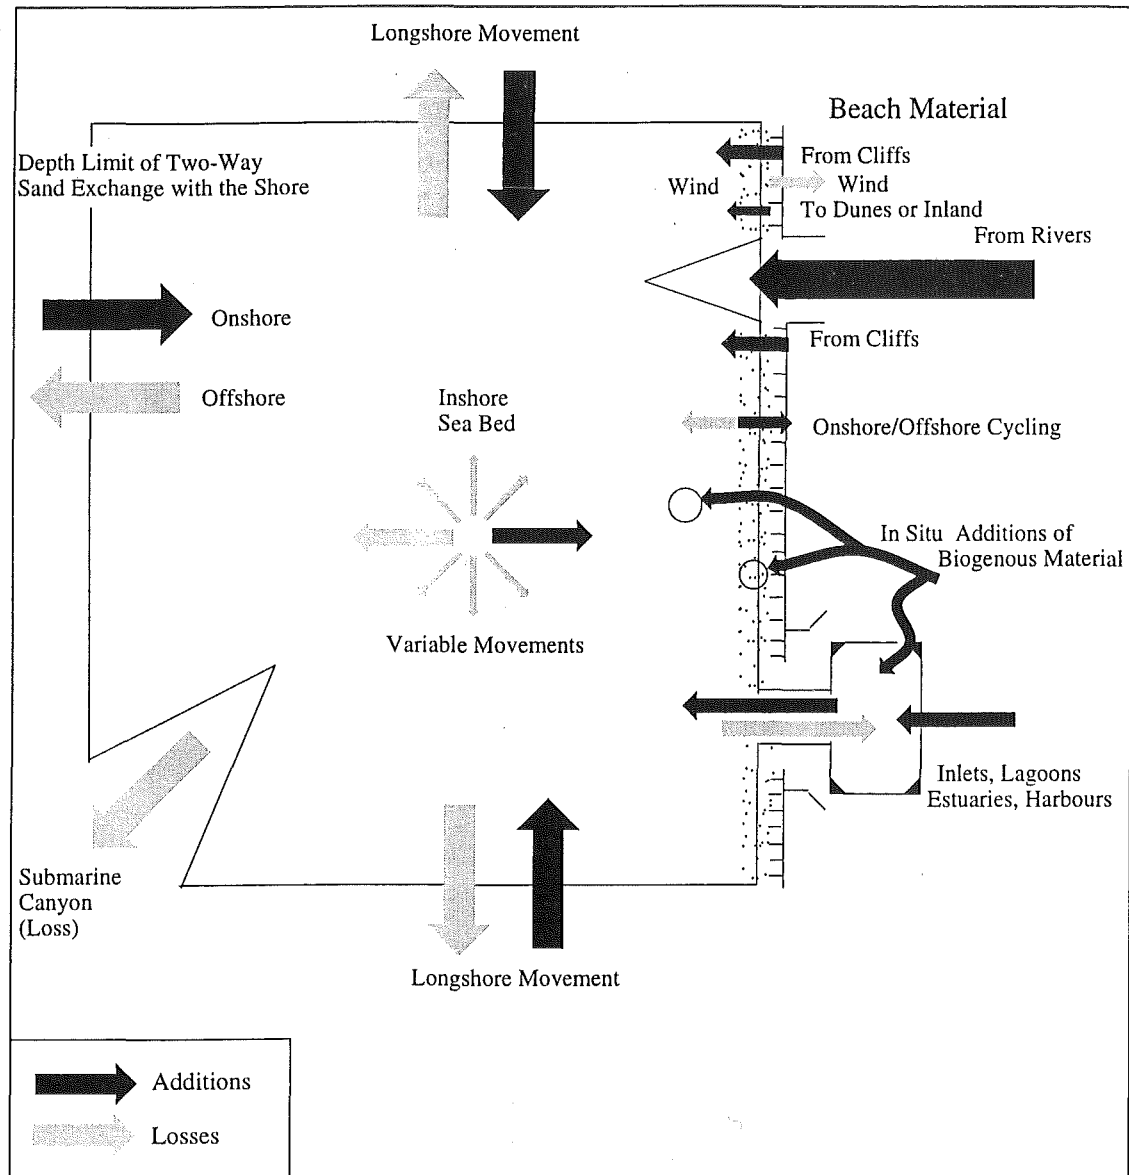 Longshore Movement
Beach Material
Depth Limit of Two-Way
Sand Exchange with the Shore
From Cliffs
Wind
Wind
To Dunes or Inland
From Rivers
Onshore
From Cliffs
Offshore
Inshore
Sea Bed
Onshore/Offshore Cycling
In Situ Additions of
Biogenous Material
Variable Movements
Inlets, Lagoons
Estuaries, Harbours
Submarine
Canyon
(Loss)
Longshore Movement
Additions
Losses